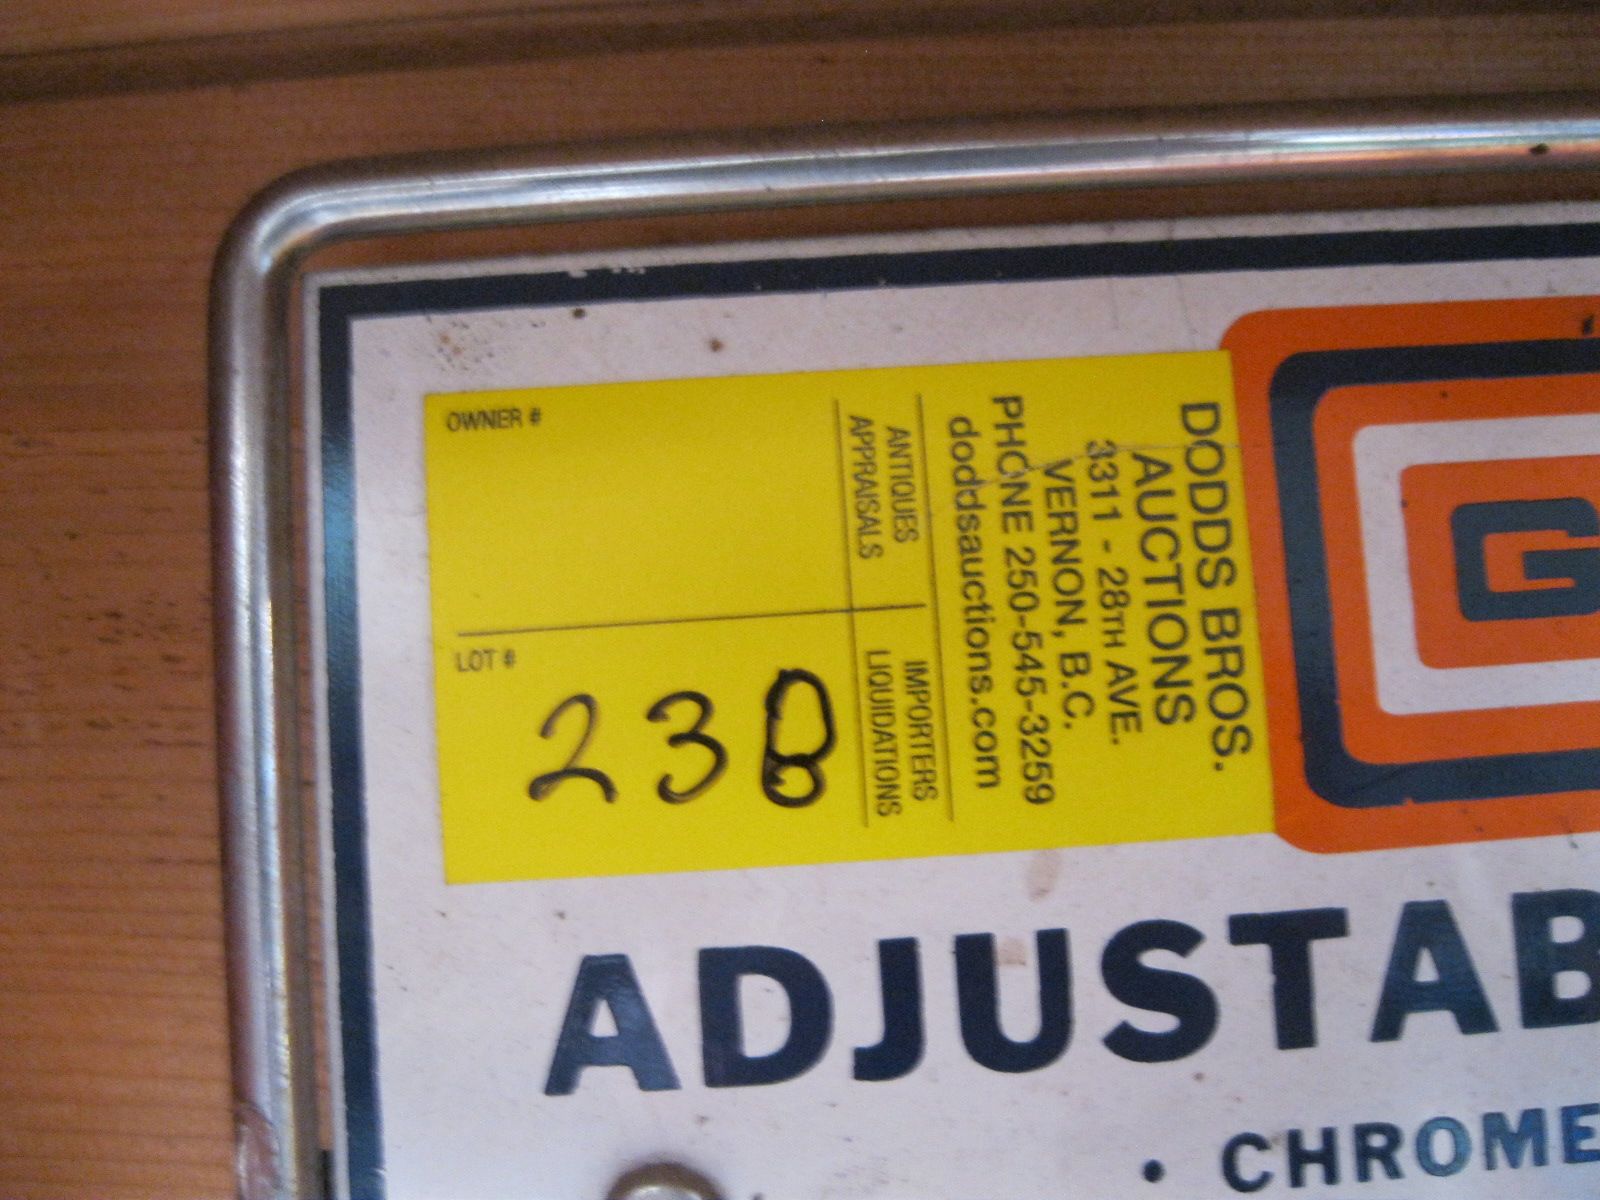 DODDS BROS.
AUCTIONS
3311 - 28TH AVE.
VERNON, B.C.
PHONE 250-545-3259
doddsauctions.com
ANTIQUES IMPORTERS
APPRAISALS LIQUIDATIONS
OWNER #
LOT #
238
G
ADJUSTAB
• CHROME